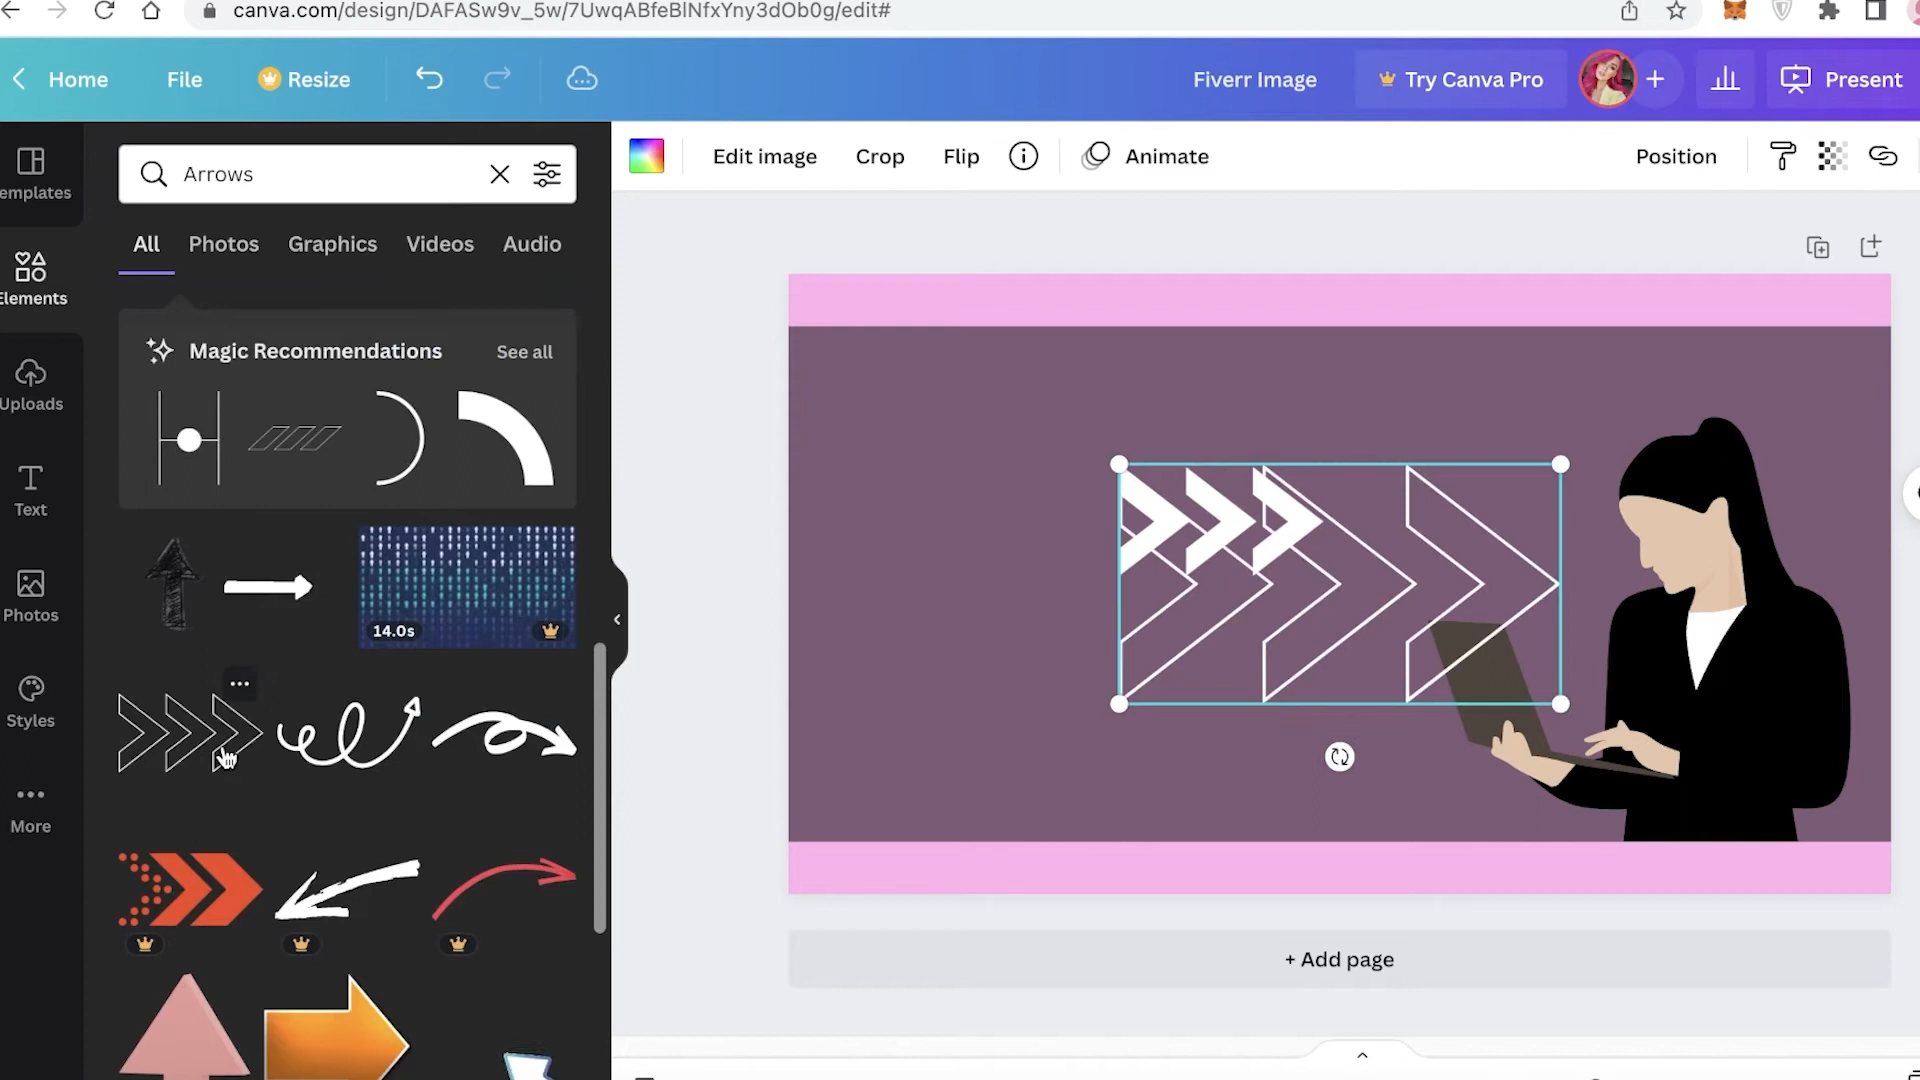 canva.com/design/DAFASw9v_5w/7UwqABfeBlNfxYny3dOb0g/edit#
Home
File
Resize
Fiverr Image
Try Canva Pro
Present
Arrows
All
Photos
Graphics
Videos
Audio
Edit image
Crop
Flip
Animate
Position
emplates
Elements
Uploads
Text
Photos
Styles
More
Magic Recommendations
See all
14.0s
+ Add page